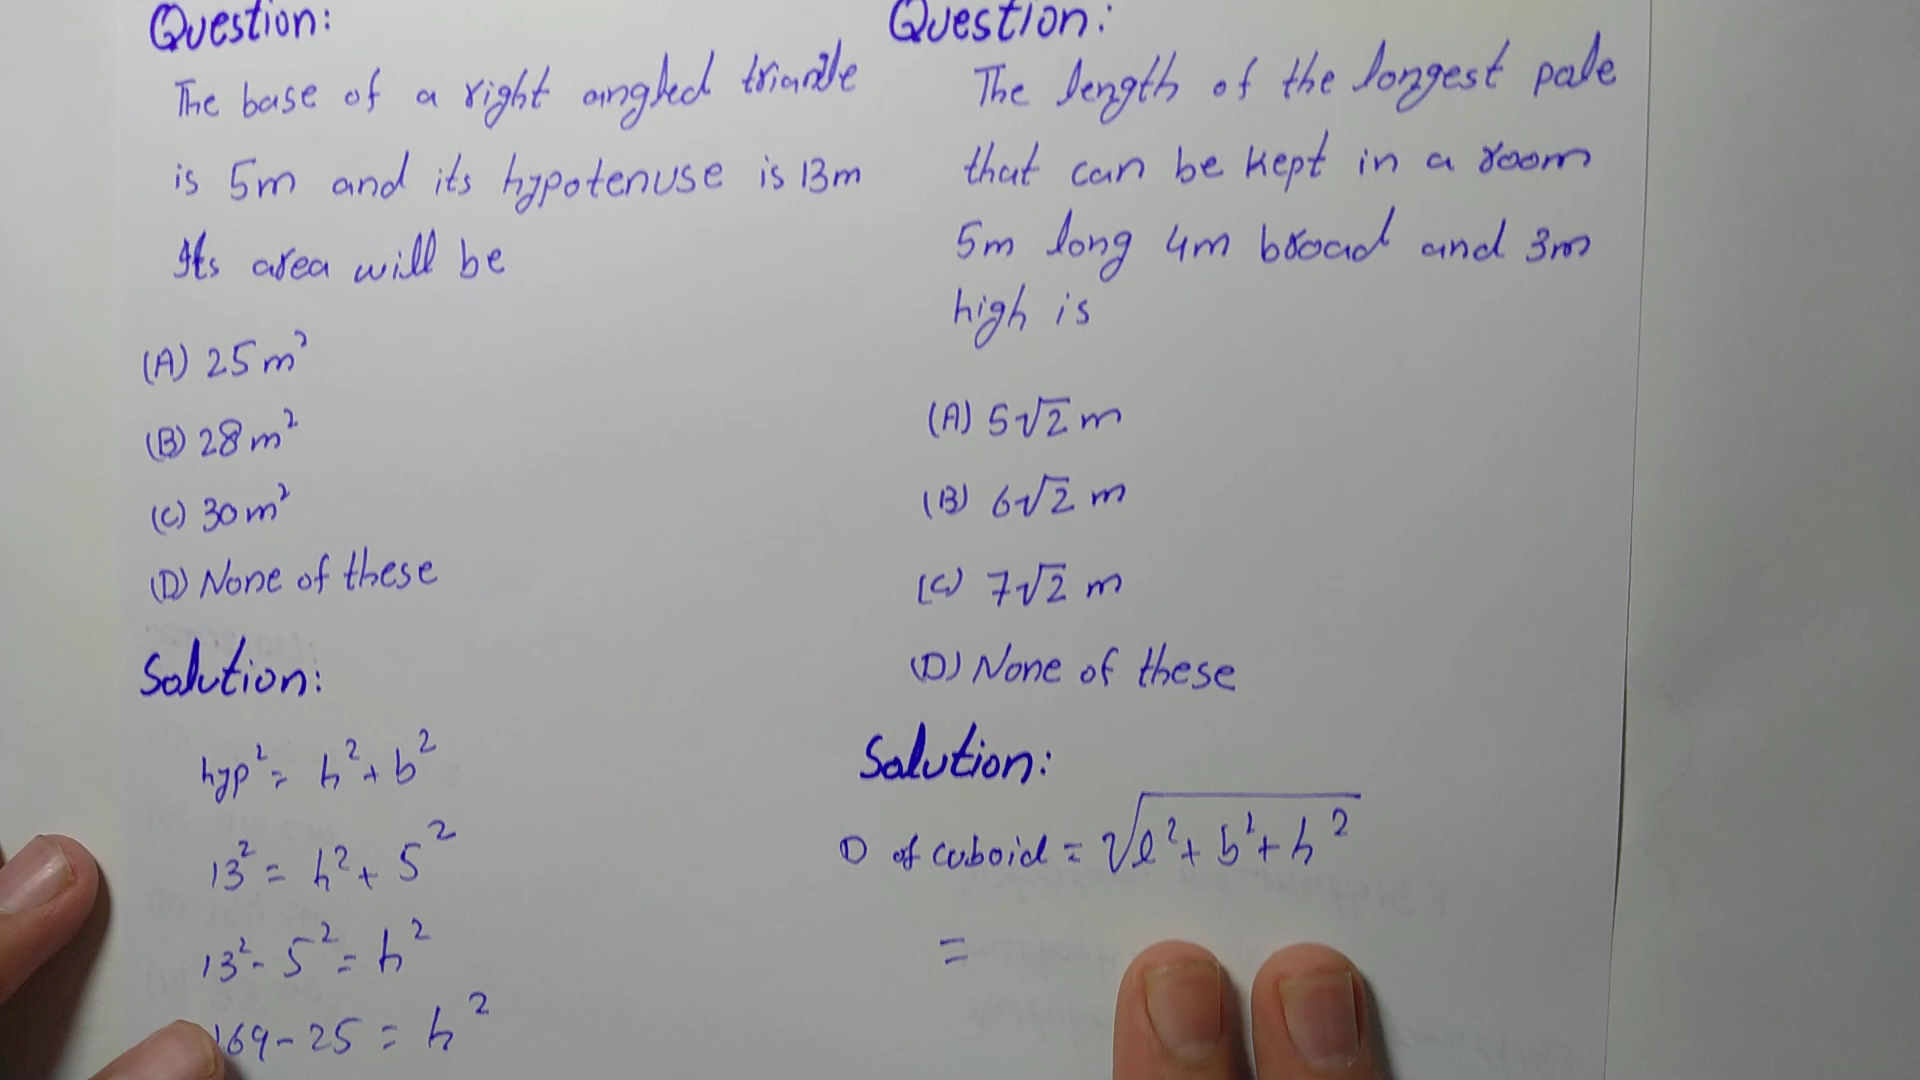 Question:
The base of a right angled triangle
is 5m and its hypotenuse is 13m
Its area will be
(A) 25m²
(B) 28m²
(C) 30m²
(D) None of these
Solution:
hyp² = h² + b²
13² = h² + 5²
13² - 5² = h²
169 - 25 = h²
Question:
The length of the longest pole
that can be kept in a room
5m long 4m broad and 3m
high is
(A) 5√2 m
(B) 6√2 m
(C) 7√2 m
(D) None of these
Solution:
D of cuboid = √l² + b² + h²
=